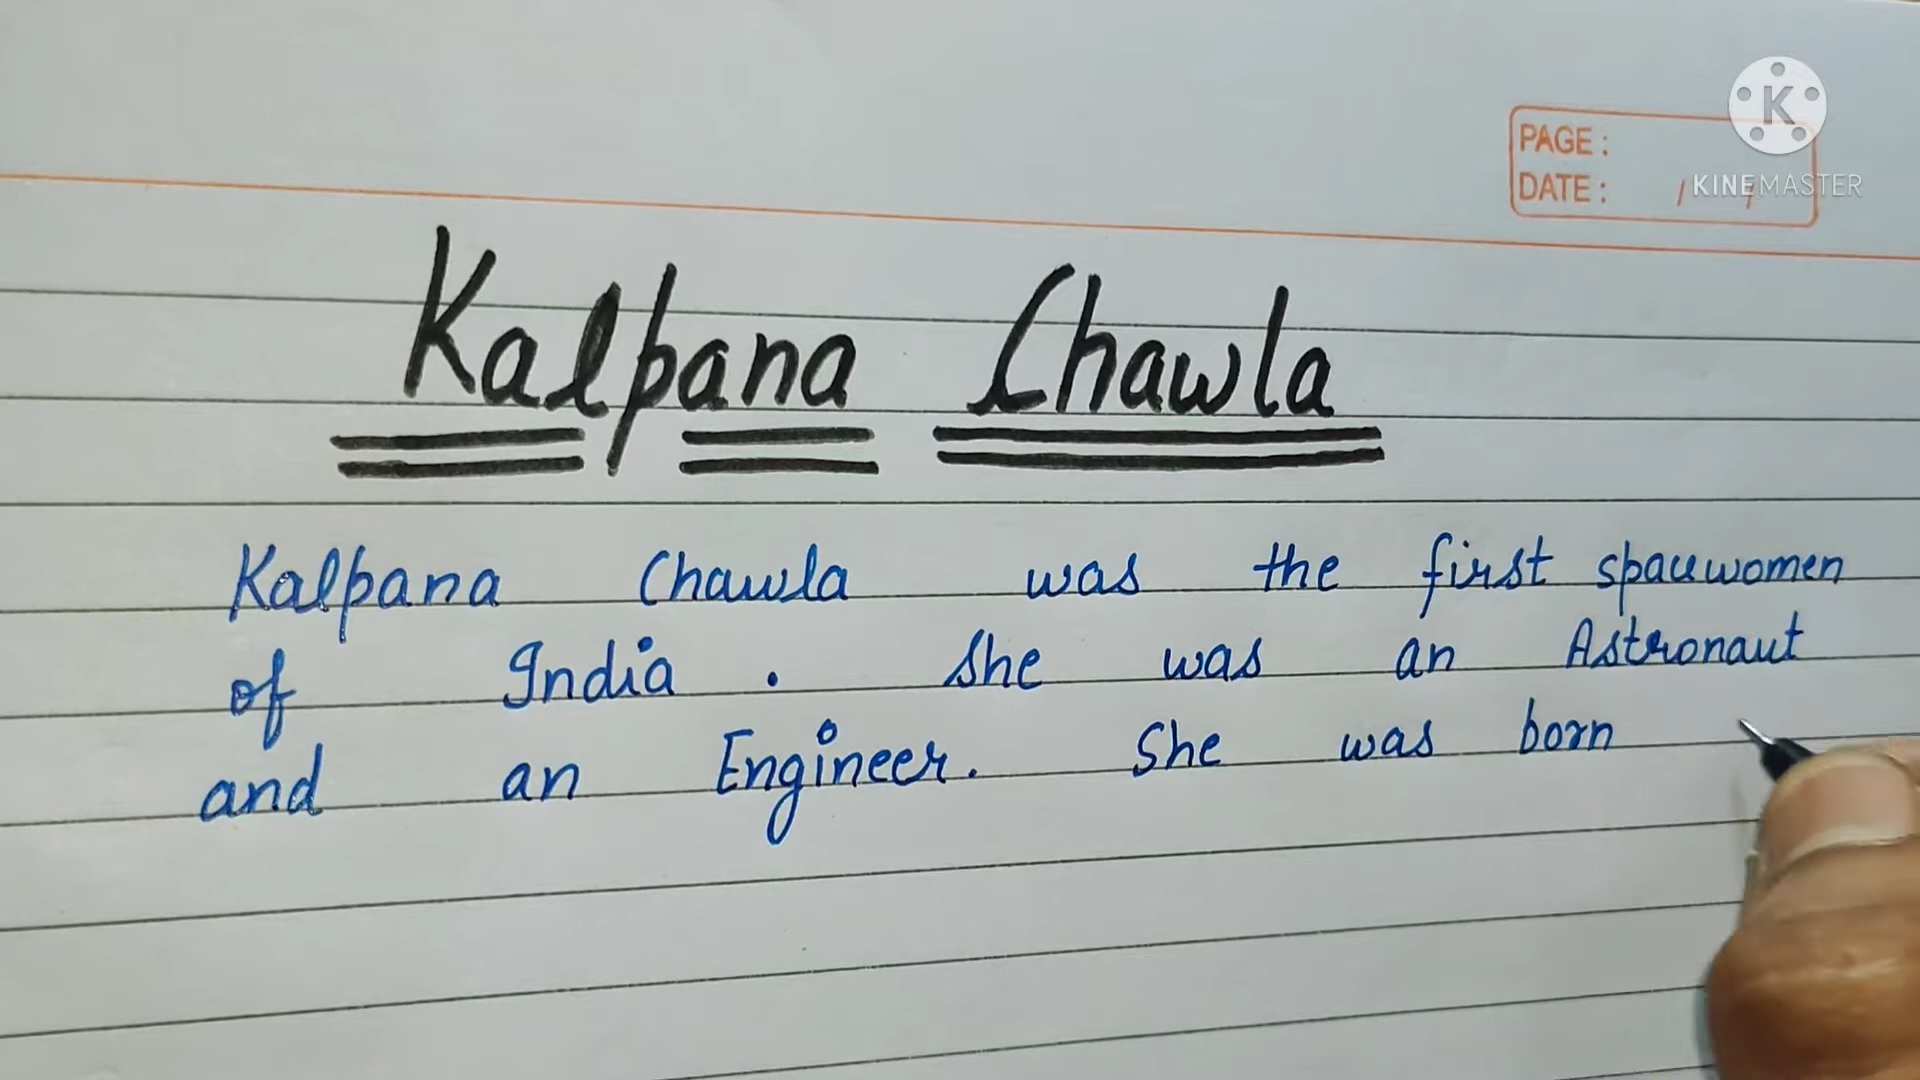 PAGE :
DATE : / /
KINEMASTER
Kalpana Chawla
Kalpana Chawla was the first spacewomen
of India . She was an Astronaut
and an Engineer. She was born